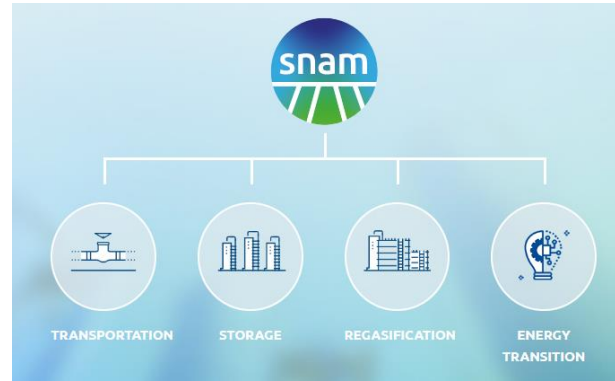 snam
TRANSPORTATION
STORAGE
REGASIFICATION
ENERGY
TRANSITION